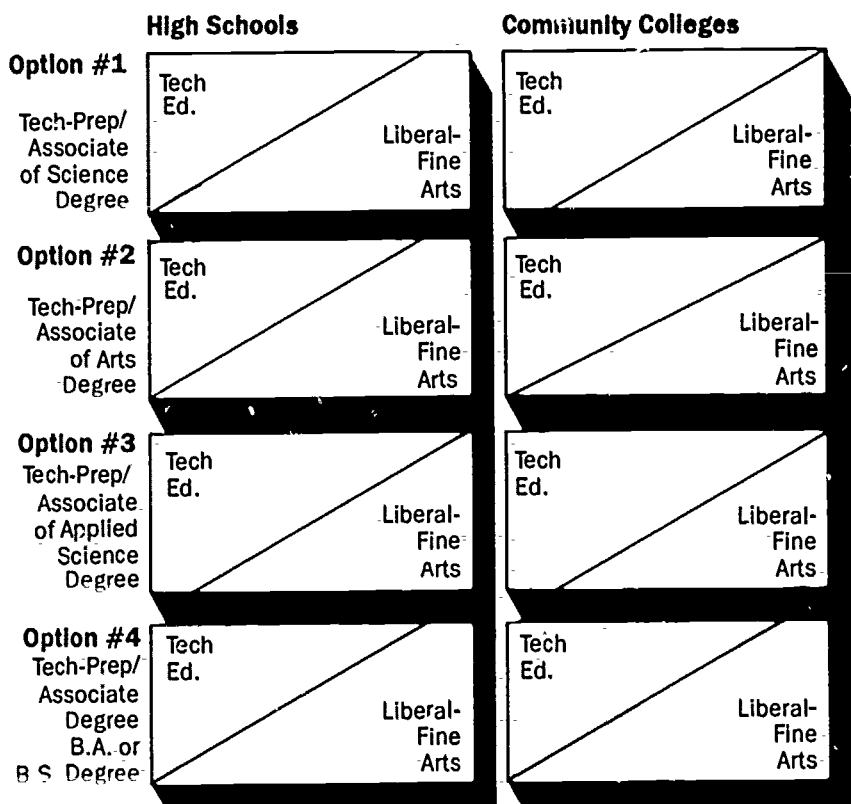 High Schools
Community Colleges
Option #1
Tech-Prep/
Associate
of Science
Degree
Tech
Ed.
Liberal-
Fine
Arts
Tech
Ed.
Liberal-
Fine
Arts
Option #2
Tech-Prep/
Associate
of Arts
Degree
Tech
Ed.
Liberal-
Fine
Arts
Tech
Ed.
Liberal-
Fine
Arts
Option #3
Tech-Prep/
Associate
of Applied
Science
Degree
Tech
Ed.
Liberal-
Fine
Arts
Tech
Ed.
Liberal-
Fine
Arts
Option #4
Tech-Prep/
Associate
Degree
B.A. or
B.S. Degree
Tech
Ed.
Liberal-
Fine
Arts
Tech
Ed.
Liberal-
Fine
Arts